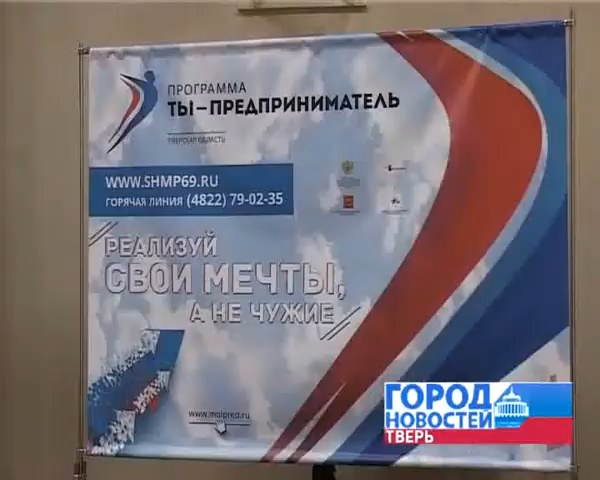 ПРОГРАММА
ТЫ–ПРЕДПРИНИМАТЕЛЬ
ТВЕРСКАЯ ОБЛАСТЬ
WWW.SHMP69.RU
ГОРЯЧАЯ ЛИНИЯ (4822) 79-02-35
РЕАЛИЗУЙ
СВОИ МЕЧТЫ,
А НЕ ЧУЖИЕ
www.molpred.ru
ГОРОД
НОВОСТЕЙ
ТВЕРЬ